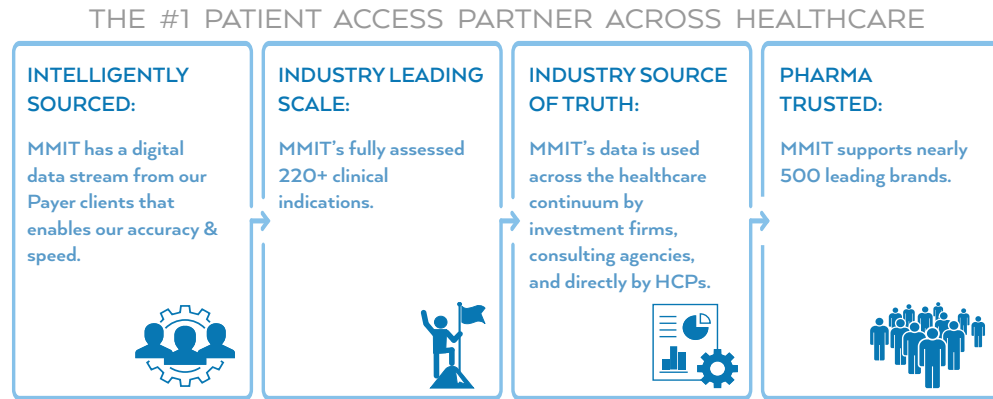 THE #1 PATIENT ACCESS PARTNER ACROSS HEALTHCARE
INTELLIGENTLY
SOURCED:
MMIT has a digital
data stream from our
Payer clients that
enables our accuracy &
speed.
INDUSTRY LEADING
SCALE:
MMIT's fully assessed
220+ clinical
indications.
INDUSTRY SOURCE
OF TRUTH:
MMIT's data is used
across the healthcare
continuum by
investment firms,
consulting agencies,
and directly by HCPs.
PHARMA
TRUSTED:
MMIT supports nearly
500 leading brands.